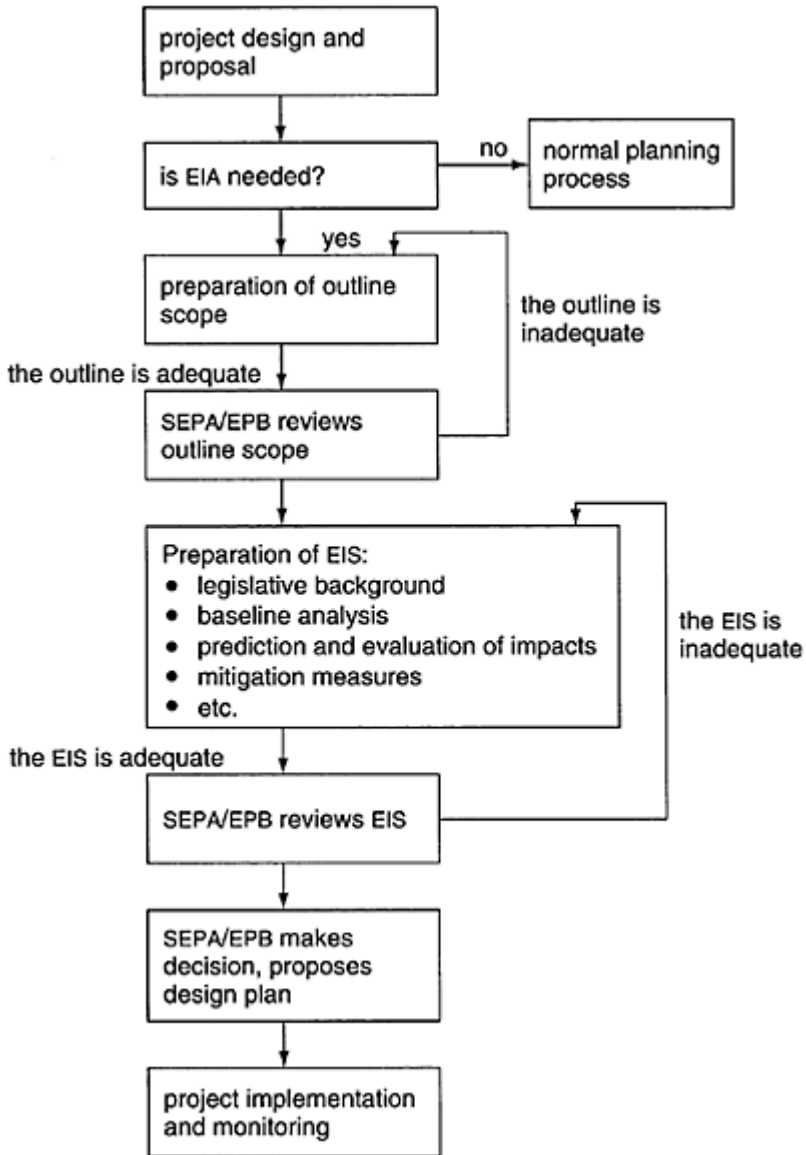 project design and
proposal
is EIA needed?
no
normal planning
process
yes
preparation of outline
scope
the outline is
inadequate
the outline is adequate
SEPA/EPB reviews
outline scope
Preparation of EIS:
• legislative background
• baseline analysis
• prediction and evaluation of impacts
• mitigation measures
• etc.
the EIS is
inadequate
the EIS is adequate
SEPA/EPB reviews EIS
SEPA/EPB makes
decision, proposes
design plan
project implementation
and monitoring